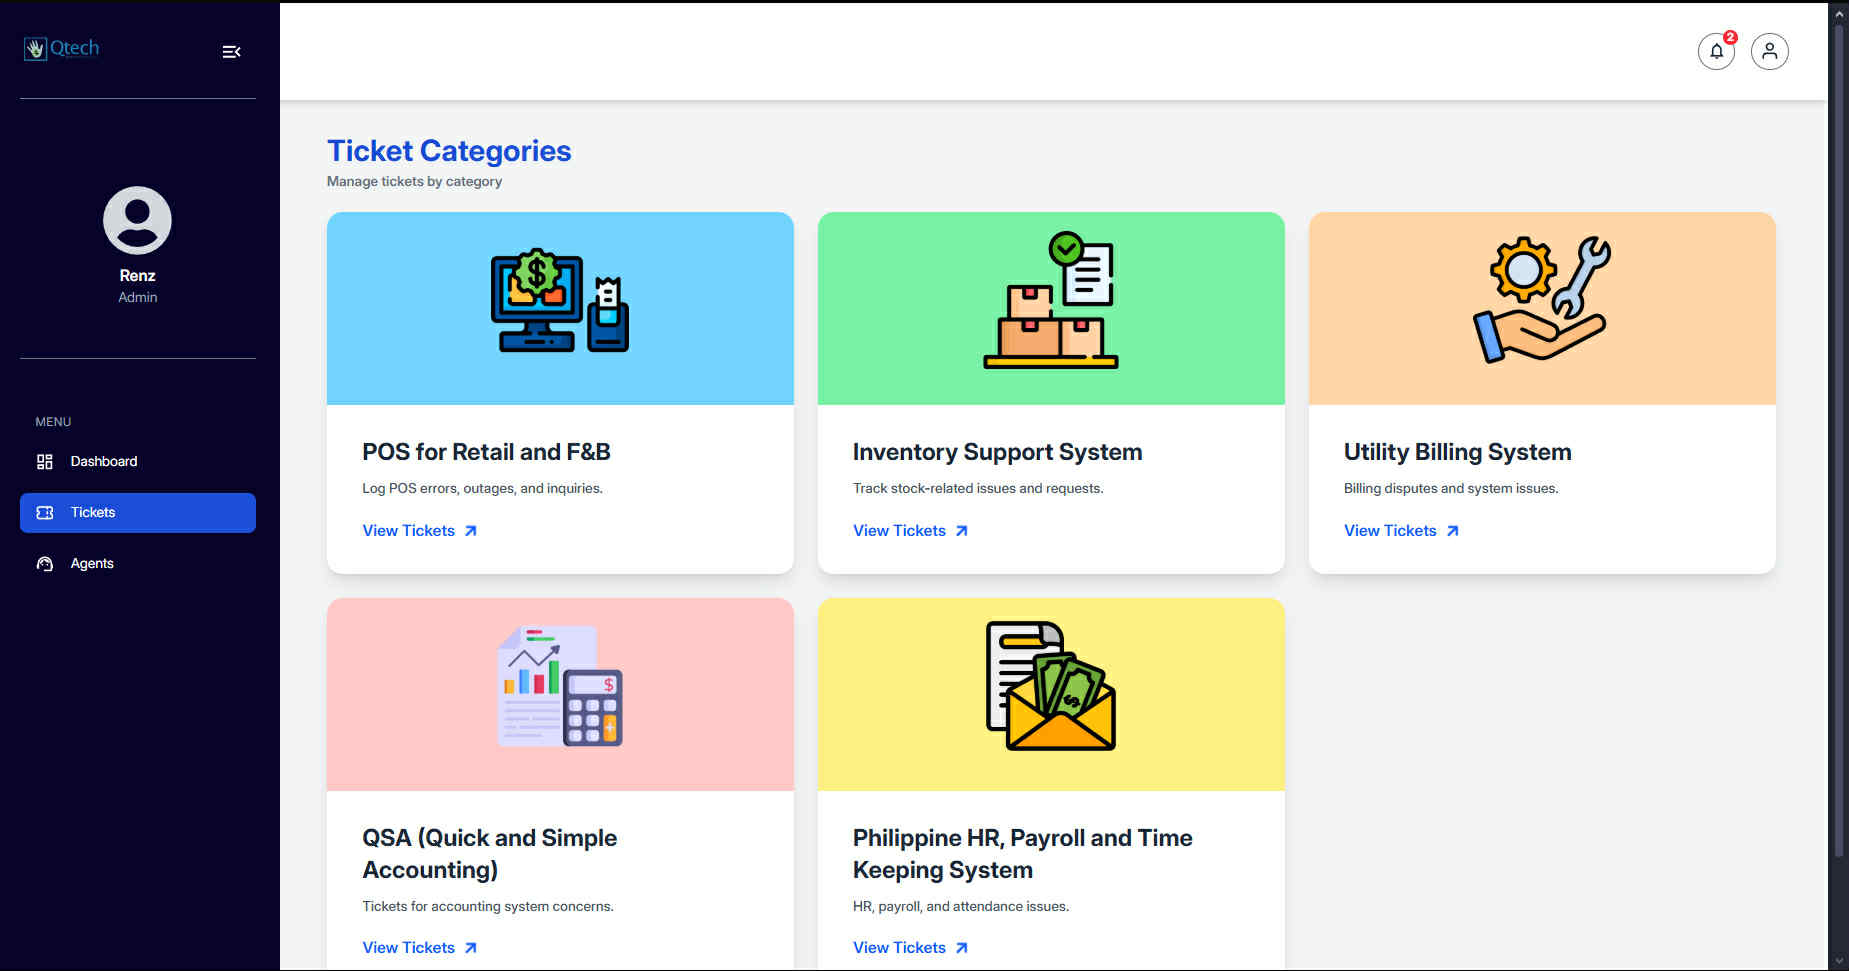 Qtech
2
Renz
Admin
MENU
Dashboard
Tickets
Agents
Ticket Categories
Manage tickets by category
POS for Retail and F&B
Log POS errors, outages, and inquiries.
View Tickets
Inventory Support System
Track stock-related issues and requests.
View Tickets
Utility Billing System
Billing disputes and system issues.
View Tickets
QSA (Quick and Simple
Accounting)
Tickets for accounting system concerns.
View Tickets
Philippine HR, Payroll and Time
Keeping System
HR, payroll, and attendance issues.
View Tickets